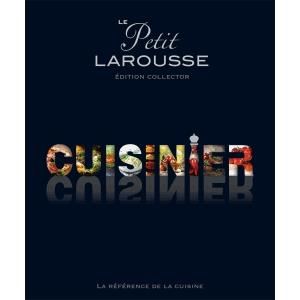 LE
Petit
LAROUSSE
ÉDITION COLLECTOR
CUISINIER
LA RÉFÉRENCE DE LA CUISINE